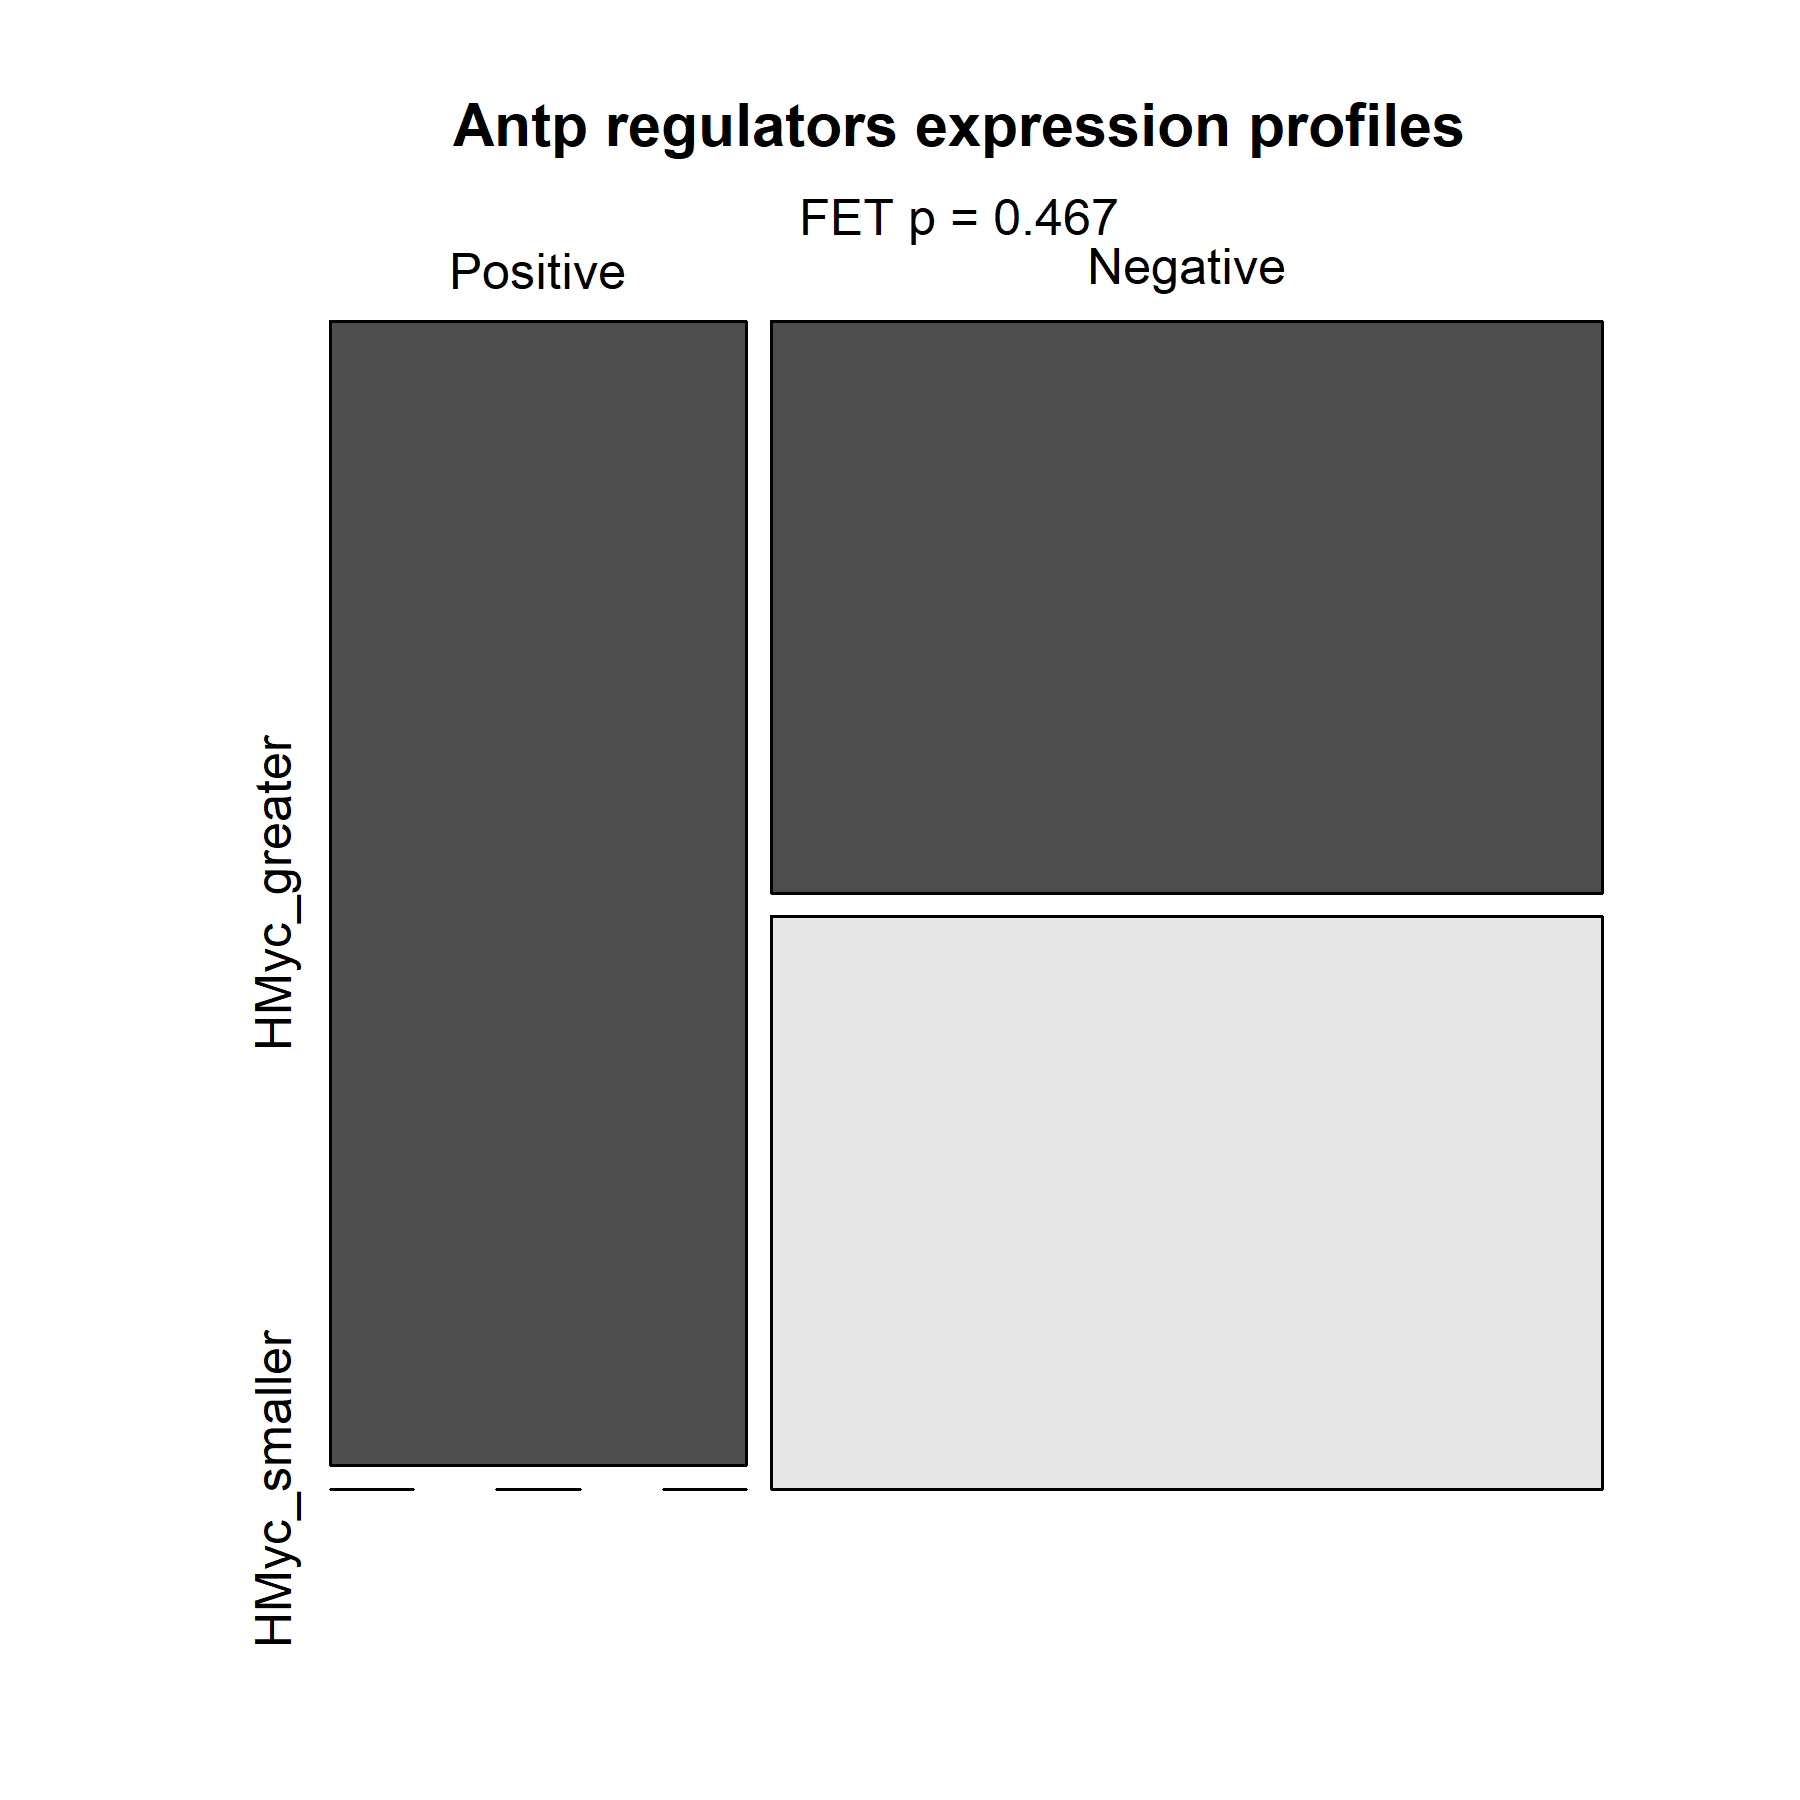 Antp regulators expression profiles
FET p = 0.467
Positive
Negative
HMyc_greater
HMyc_smaller